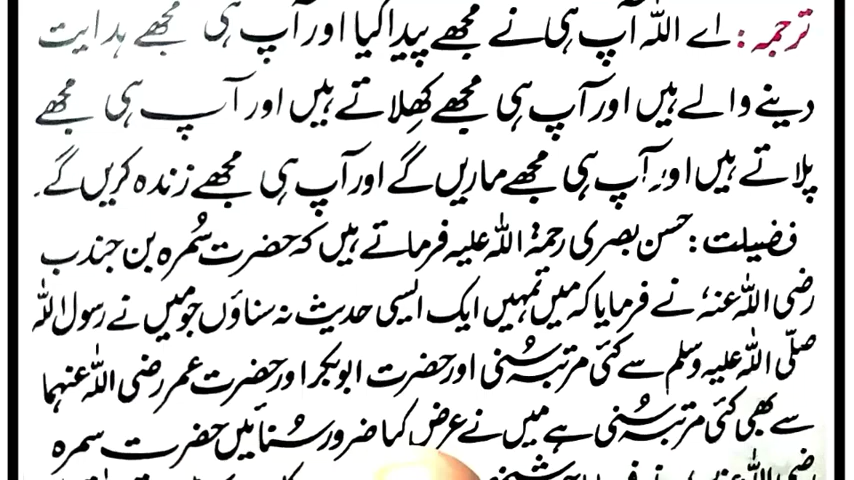 ترجمہ: اے اللہ آپ ہی نے مجھے پیدا کیا اور آپ ہی مجھے ہدایت
دینے والے ہیں اور آپ ہی مجھے کھلاتے ہیں اور آپ ہی مجھے
پلاتے ہیں اور آپ ہی مجھے ماریں گے اور آپ ہی مجھے زندہ کریں گے۔
فضیلت: حسن بصری رحمۃ اللہ علیہ فرماتے ہیں کہ حضرت سُمرہ بن جندب
رضی اللہ عنہٗ نے فرمایا کہ میں تمہیں ایک ایسی حدیث نہ سناؤں جو میں نے رسول اللہ
صلّی اللہ علیہ وسلم سے کئی مرتبہ سُنی اور حضرت ابوبکر اور حضرت عمر رضی اللہ عنہما
سے بھی کئی مرتبہ سُنی ہے میں نے عرض کیا ضرور سُنائیں حضرت سمرہ